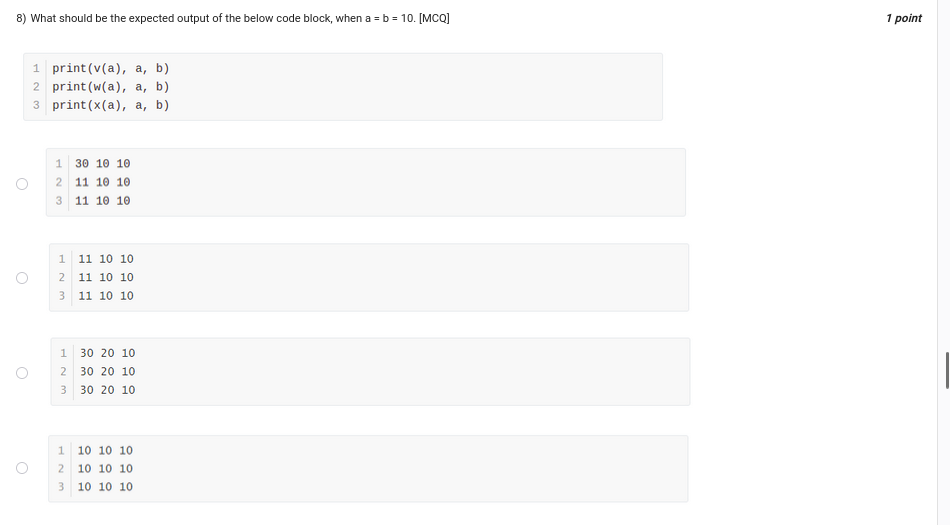 8) What should be the expected output of the below code block, when a = b = 10. [MCQ] 1 point
1 print(v(a), a, b)
2 print(w(a), a, b)
3 print(x(a), a, b)
1 30 10 10
2 11 10 10
3 11 10 10
1 11 10 10
2 11 10 10
3 11 10 10
1 30 20 10
2 30 20 10
3 30 20 10
1 10 10 10
2 10 10 10
3 10 10 10